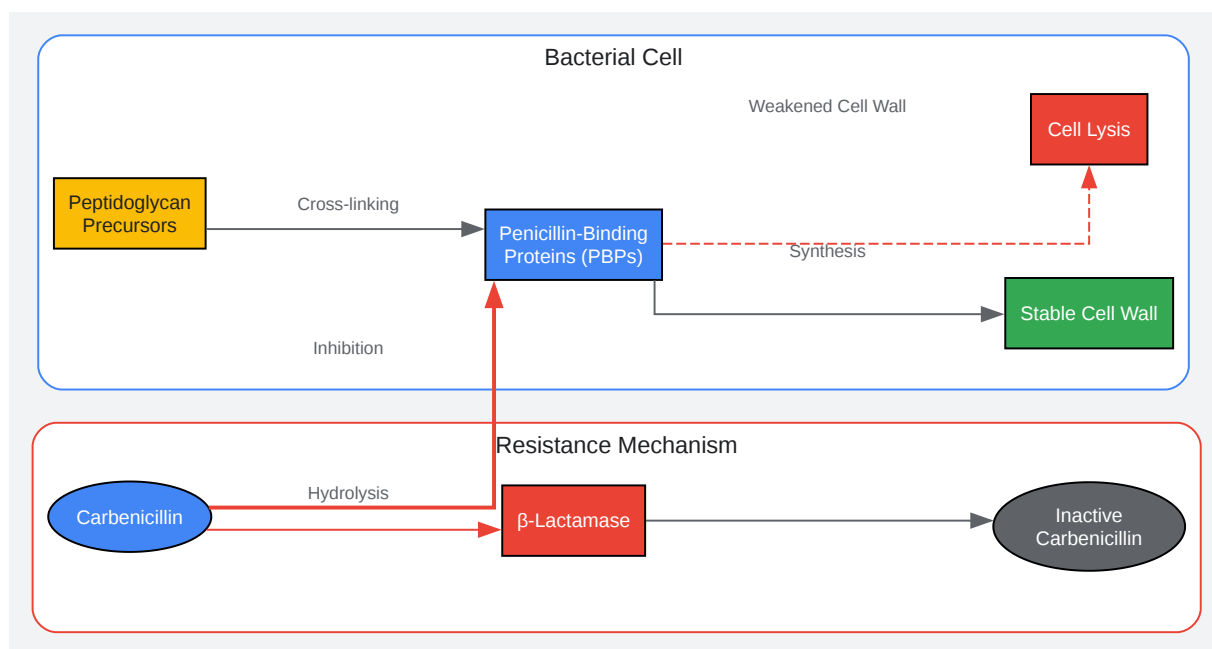 Bacterial Cell
Weakened Cell Wall
Cell Lysis
Peptidoglycan
Precursors
Cross-linking
Penicillin-Binding
Proteins (PBPs)
Synthesis
Stable Cell Wall
Inhibition
Resistance Mechanism
Carbenicillin
Hydrolysis
β-Lactamase
Inactive
Carbenicillin